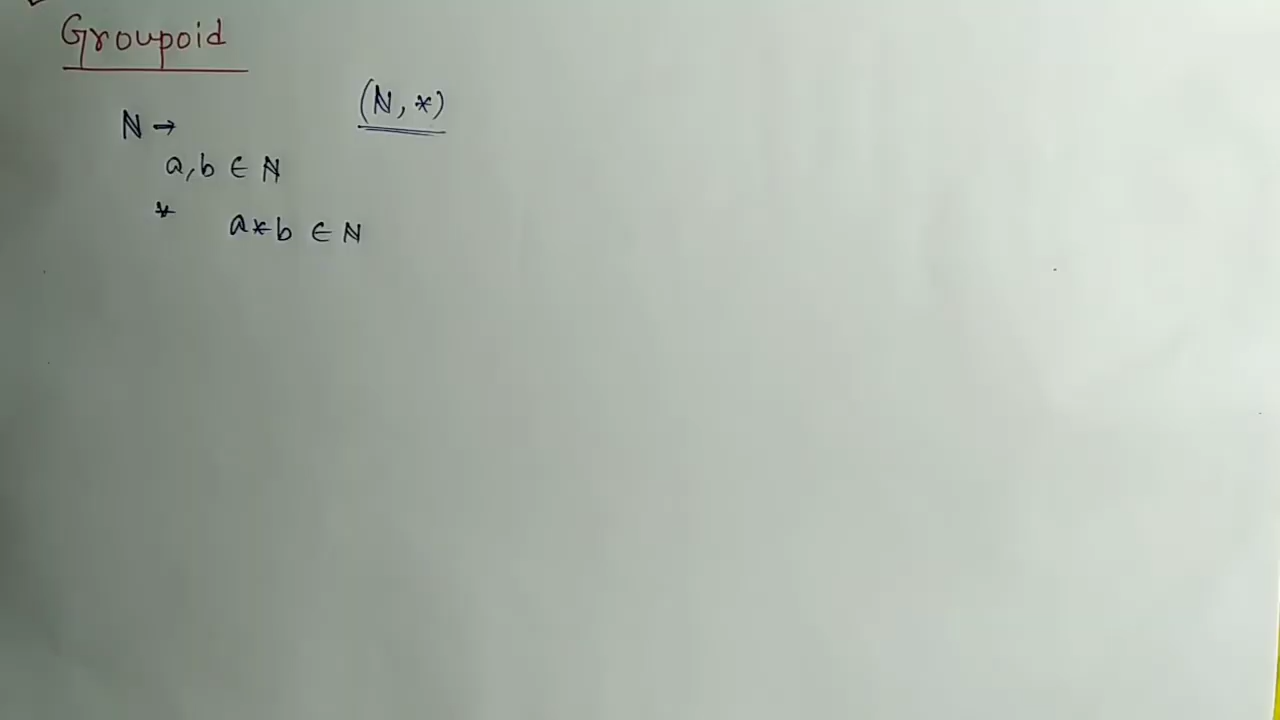 Groupoid
(ℕ, *)
ℕ →
a, b ∈ ℕ
* a * b ∈ ℕ